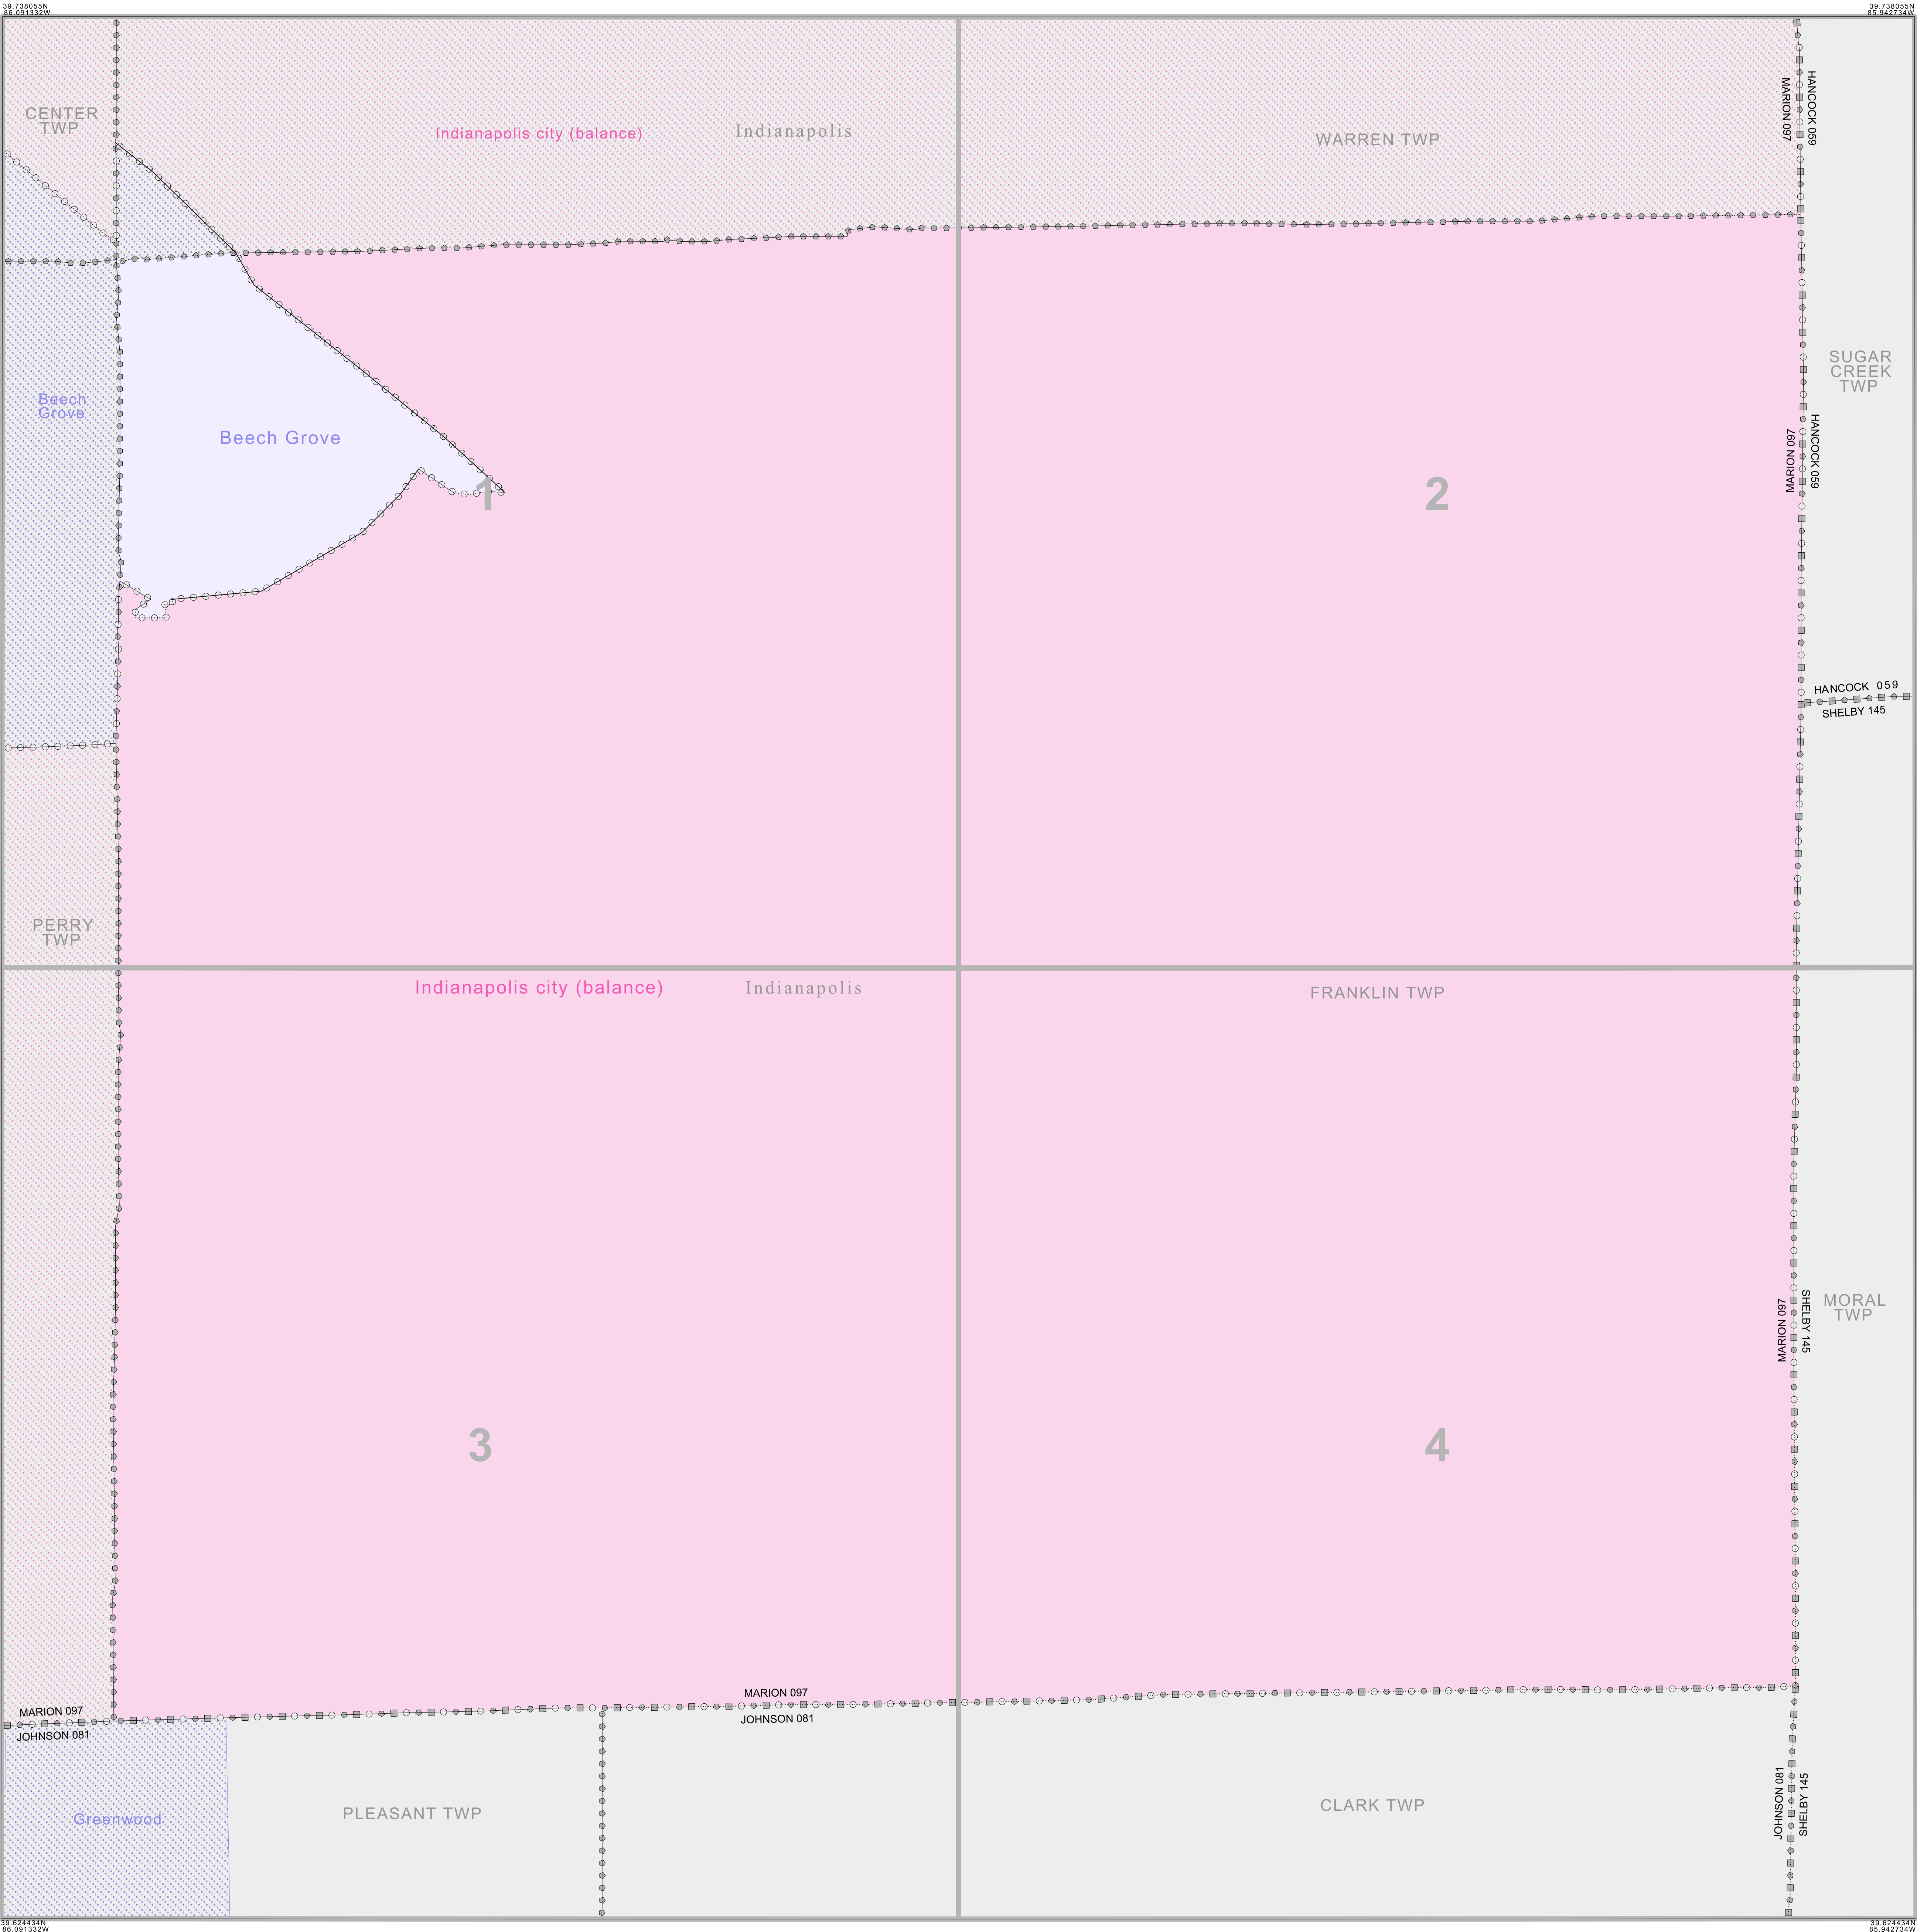 39.738055N
86.091332W
39.738055N
85.942734W
CENTER
TWP
Indianapolis city (balance)
Indianapolis
WARREN TWP
MARION 097
HANCOCK 059
SUGAR
CREEK
TWP
Beech
Grove
Beech Grove
1
2
MARION 097
HANCOCK 059
HANCOCK 059
SHELBY 145
PERRY
TWP
Indianapolis city (balance)
Indianapolis
FRANKLIN TWP
MARION 097
SHELBY 145
MORAL
TWP
3
4
MARION 097
JOHNSON 081
MARION 097
JOHNSON 081
Greenwood
PLEASANT TWP
CLARK TWP
JOHNSON 081
SHELBY 145
39.624434N
86.091332W
39.624434N
85.942734W